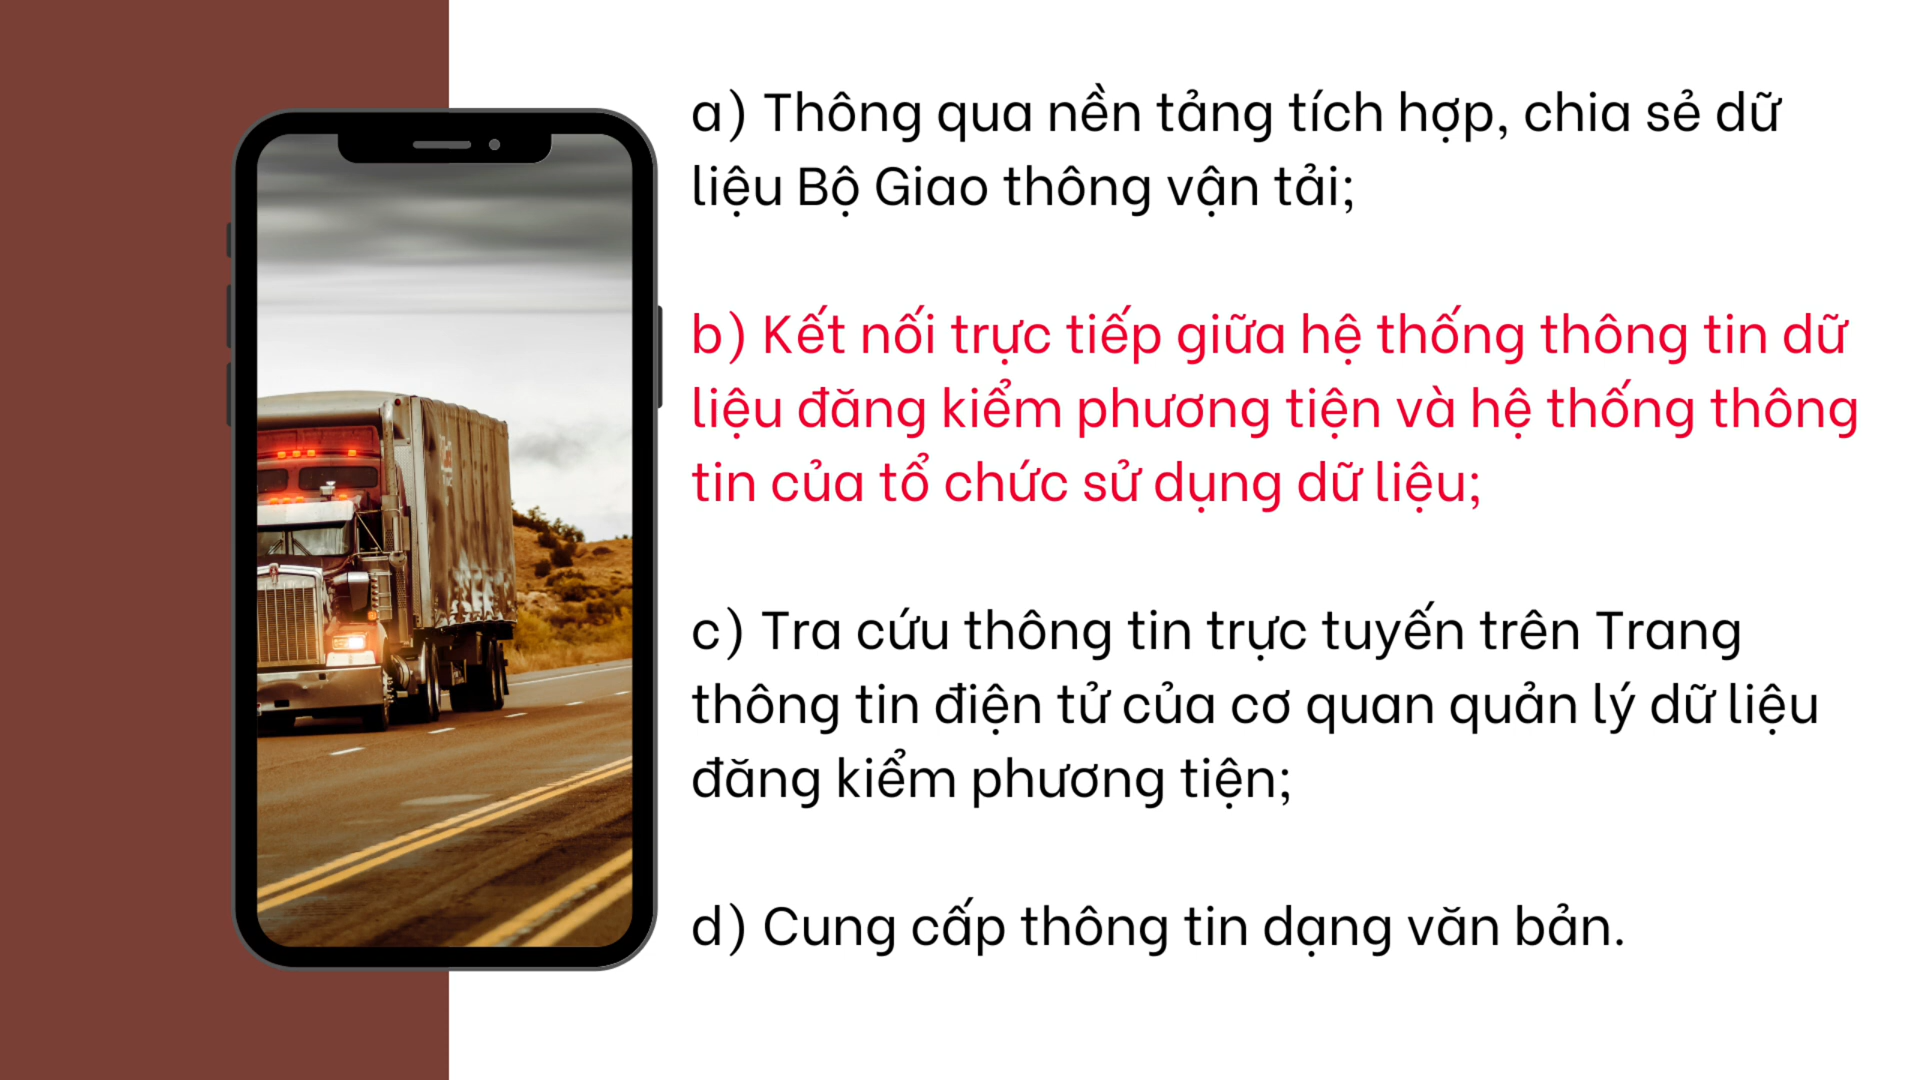 a) Thông qua nền tảng tích hợp, chia sẻ dữ
liệu Bộ Giao thông vận tải;
b) Kết nối trực tiếp giữa hệ thống thông tin dữ
liệu đăng kiểm phương tiện và hệ thống thông
tin của tổ chức sử dụng dữ liệu;
c) Tra cứu thông tin trực tuyến trên Trang
thông tin điện tử của cơ quan quản lý dữ liệu
đăng kiểm phương tiện;
d) Cung cấp thông tin dạng văn bản.